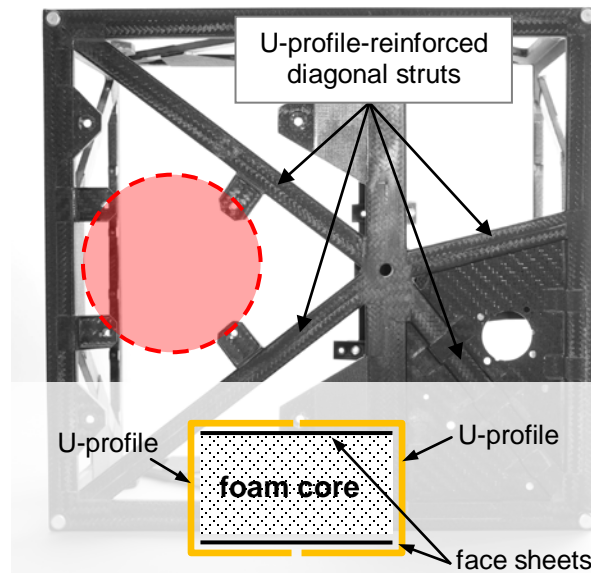 U-profile-reinforced
diagonal struts
U-profile
U-profile
foam core
face sheets